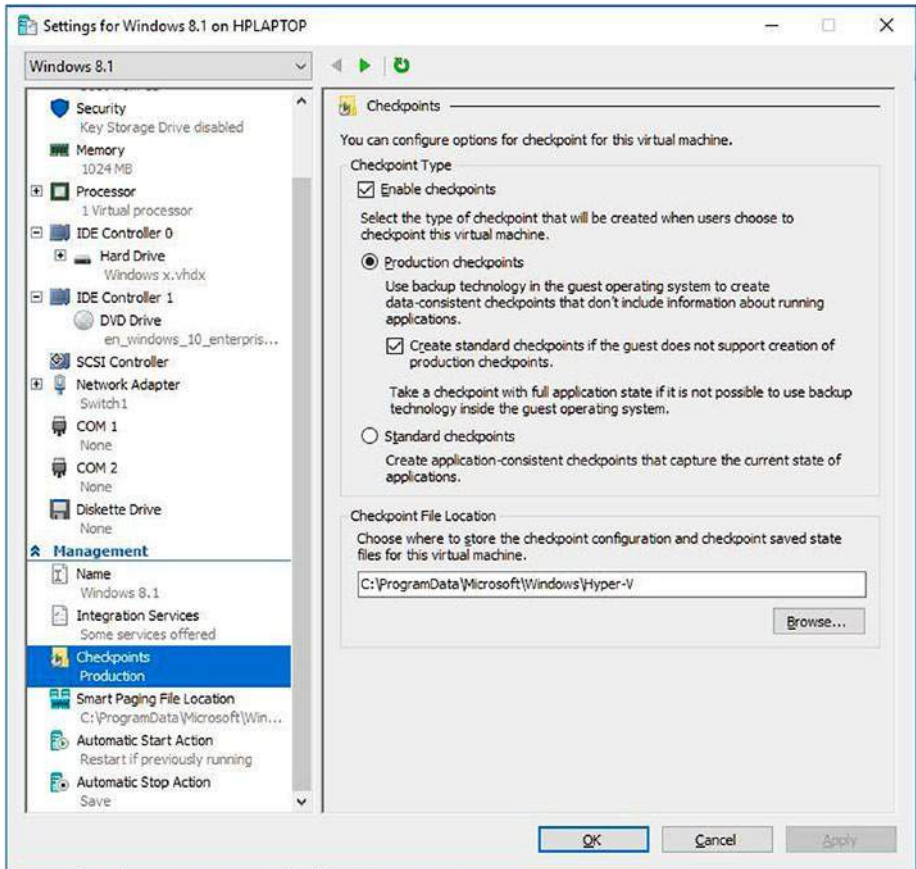 Settings for Windows 8.1 on HPLAPTOP
Windows 8.1
Security
Key Storage Drive disabled
Memory
1024 MB
Processor
1 Virtual processor
IDE Controller 0
Hard Drive
Windows x.vhdx
IDE Controller 1
DVD Drive
en_windows_10_enterpris...
SCSI Controller
Network Adapter
Switch1
COM 1
None
COM 2
None
Diskette Drive
None
Management
Name
Windows 8.1
Integration Services
Some services offered
Checkpoints
Production
Smart Paging File Location
C:\ProgramData\Microsoft\Win...
Automatic Start Action
Restart if previously running
Automatic Stop Action
Save
Checkpoints
You can configure options for checkpoint for this virtual machine.
Checkpoint Type
Enable checkpoints
Select the type of checkpoint that will be created when users choose to
checkpoint this virtual machine.
Production checkpoints
Use backup technology in the guest operating system to create
data-consistent checkpoints that don't include information about running
applications.
Create standard checkpoints if the guest does not support creation of
production checkpoints.
Take a checkpoint with full application state if it is not possible to use backup
technology inside the guest operating system.
Standard checkpoints
Create application-consistent checkpoints that capture the current state of
applications.
Checkpoint File Location
Choose where to store the checkpoint configuration and checkpoint saved state
files for this virtual machine.
C:\ProgramData\Microsoft\Windows\Hyper-V
Browse...
OK
Cancel
Apply